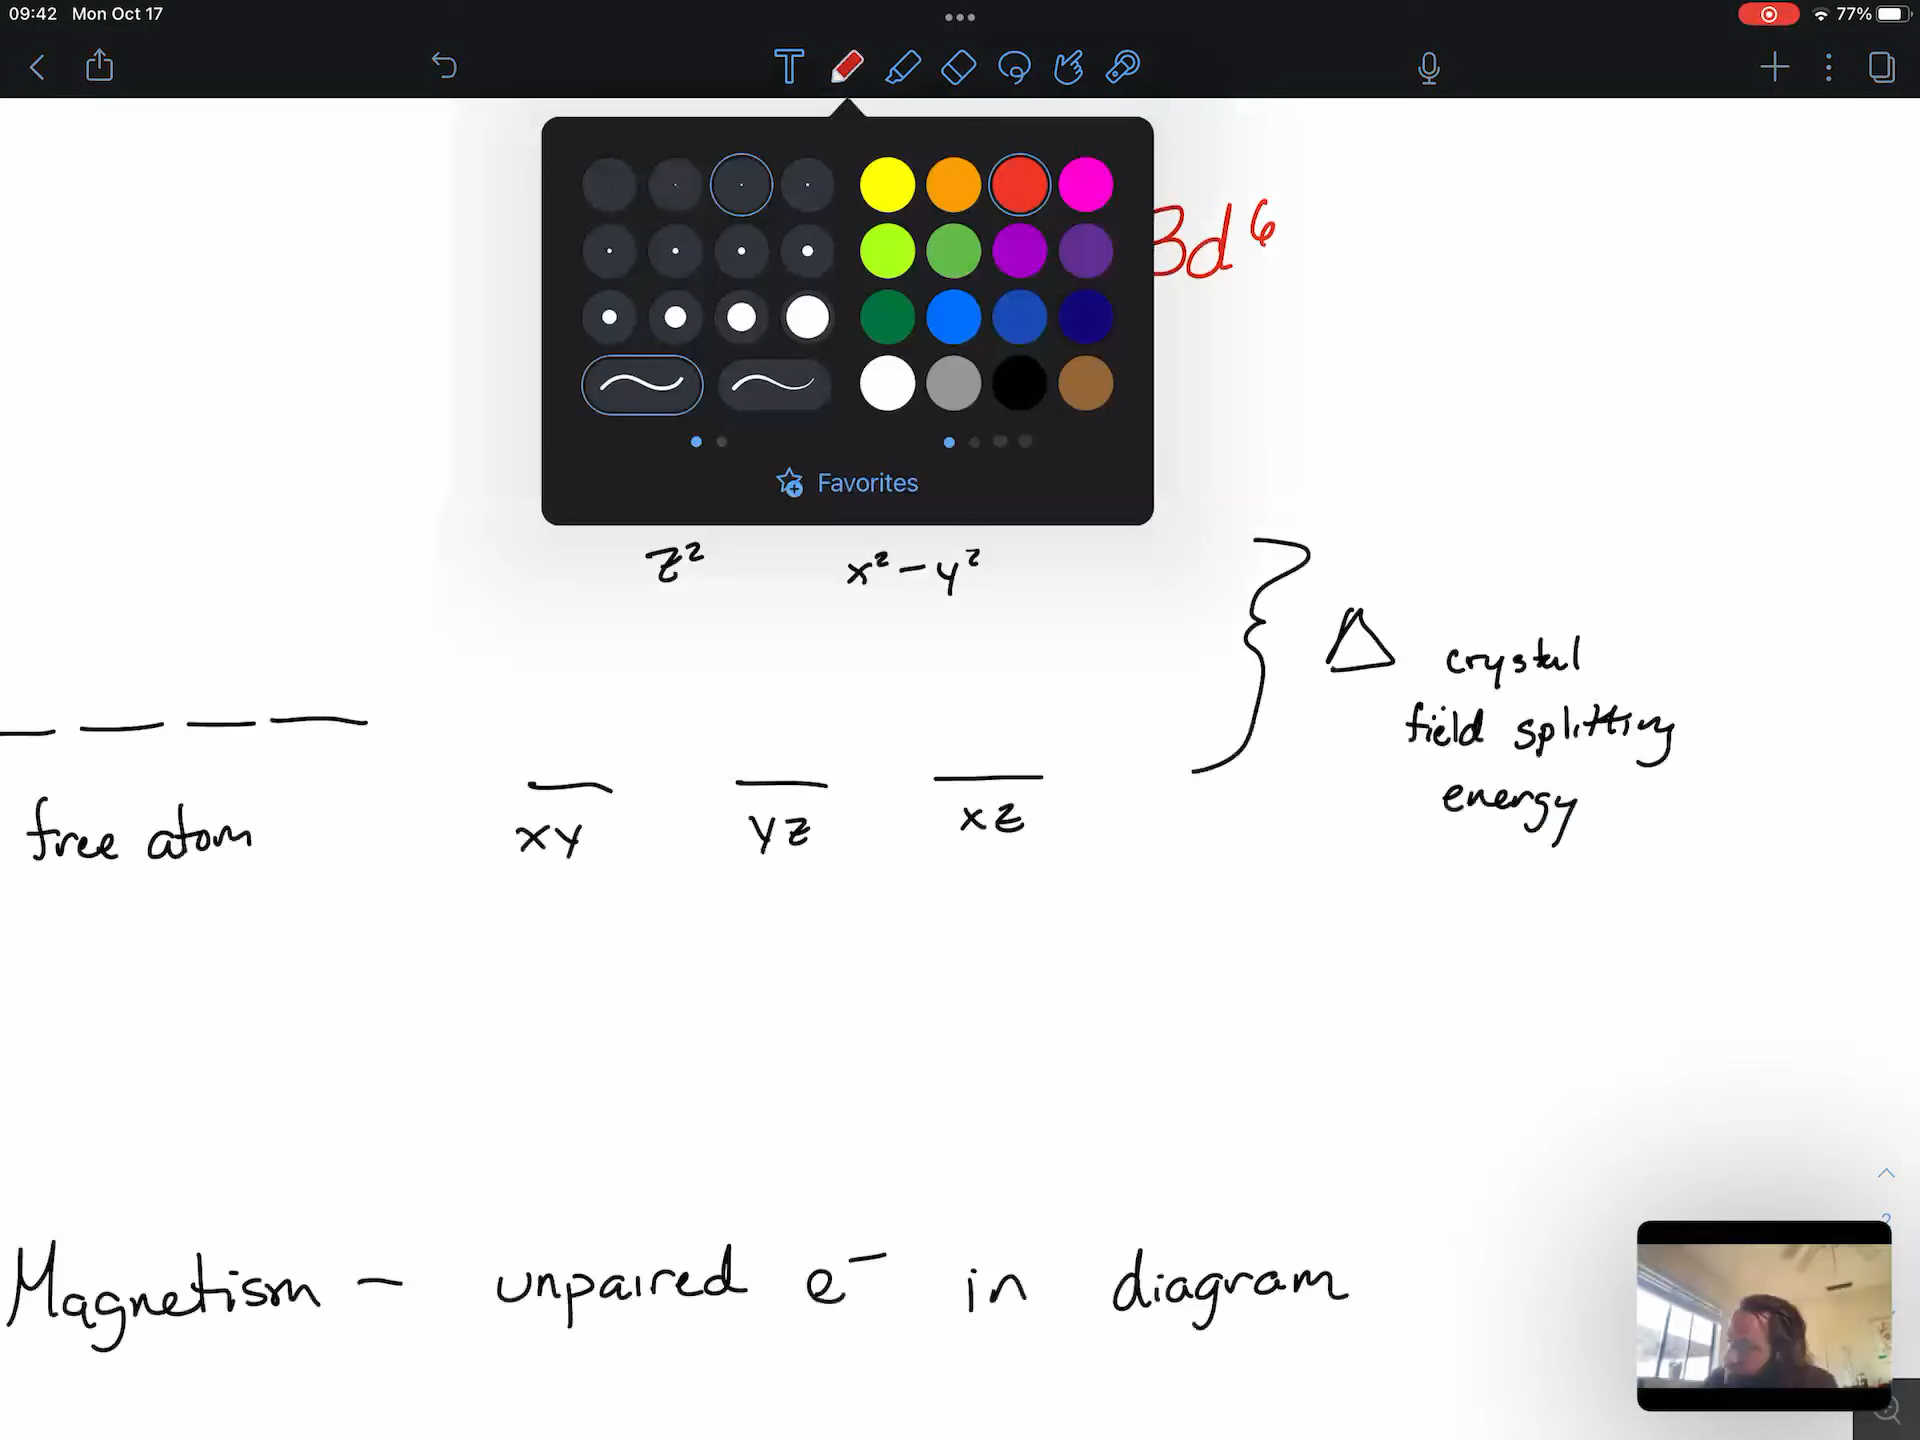 09:42 Mon Oct 17
77%
T
3d⁶
Favorites
z² x²-y²
Δ crystal
field splitting
energy
free atom
xy yz xz
2
Magnetism - unpaired e⁻ in diagram